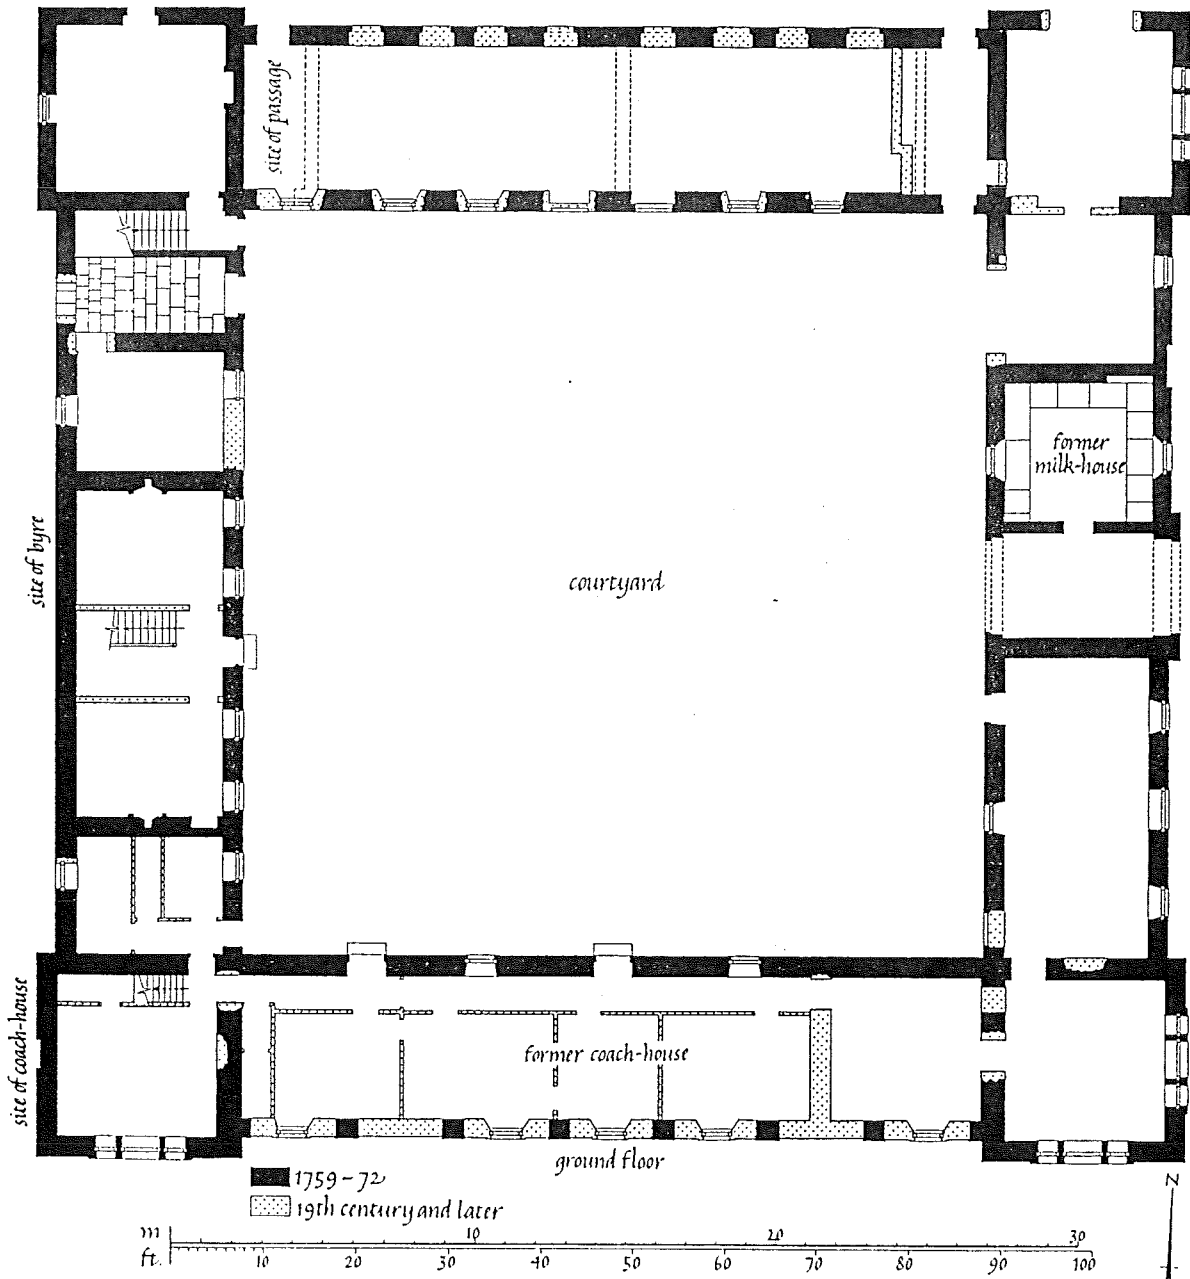 site of passage
former
milk-house
site of byre
courtyard
site of coach-house
former coach-house
ground floor
1759–72
19th century and later
N
m 10 20 30
ft. 10 20 30 40 50 60 70 80 90 100